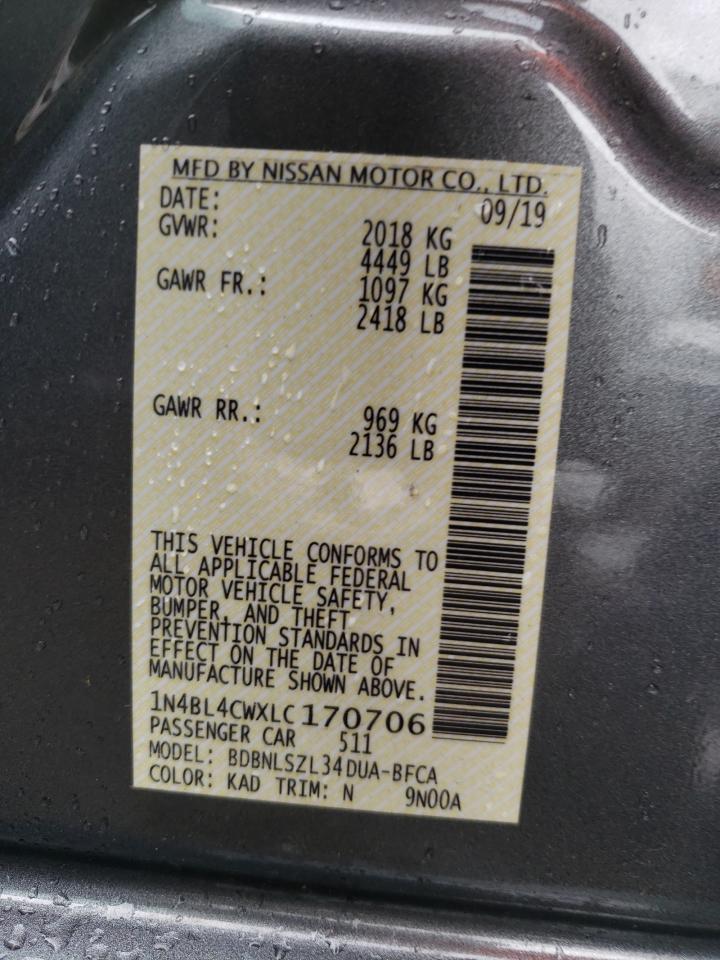 MFD BY NISSAN MOTOR CO., LTD.
DATE: 09/19
GVWR: 2018 KG
4449 LB
GAWR FR.: 1097 KG
2418 LB
GAWR RR.: 969 KG
2136 LB
THIS VEHICLE CONFORMS TO
ALL APPLICABLE FEDERAL
MOTOR VEHICLE SAFETY,
BUMPER, AND THEFT
PREVENTION STANDARDS IN
EFFECT ON THE DATE OF
MANUFACTURE SHOWN ABOVE.
1N4BL4CWXLC170706
PASSENGER CAR 511
MODEL: BDBNLSZL34DUA-BFCA
COLOR: KAD TRIM: N 9N00A